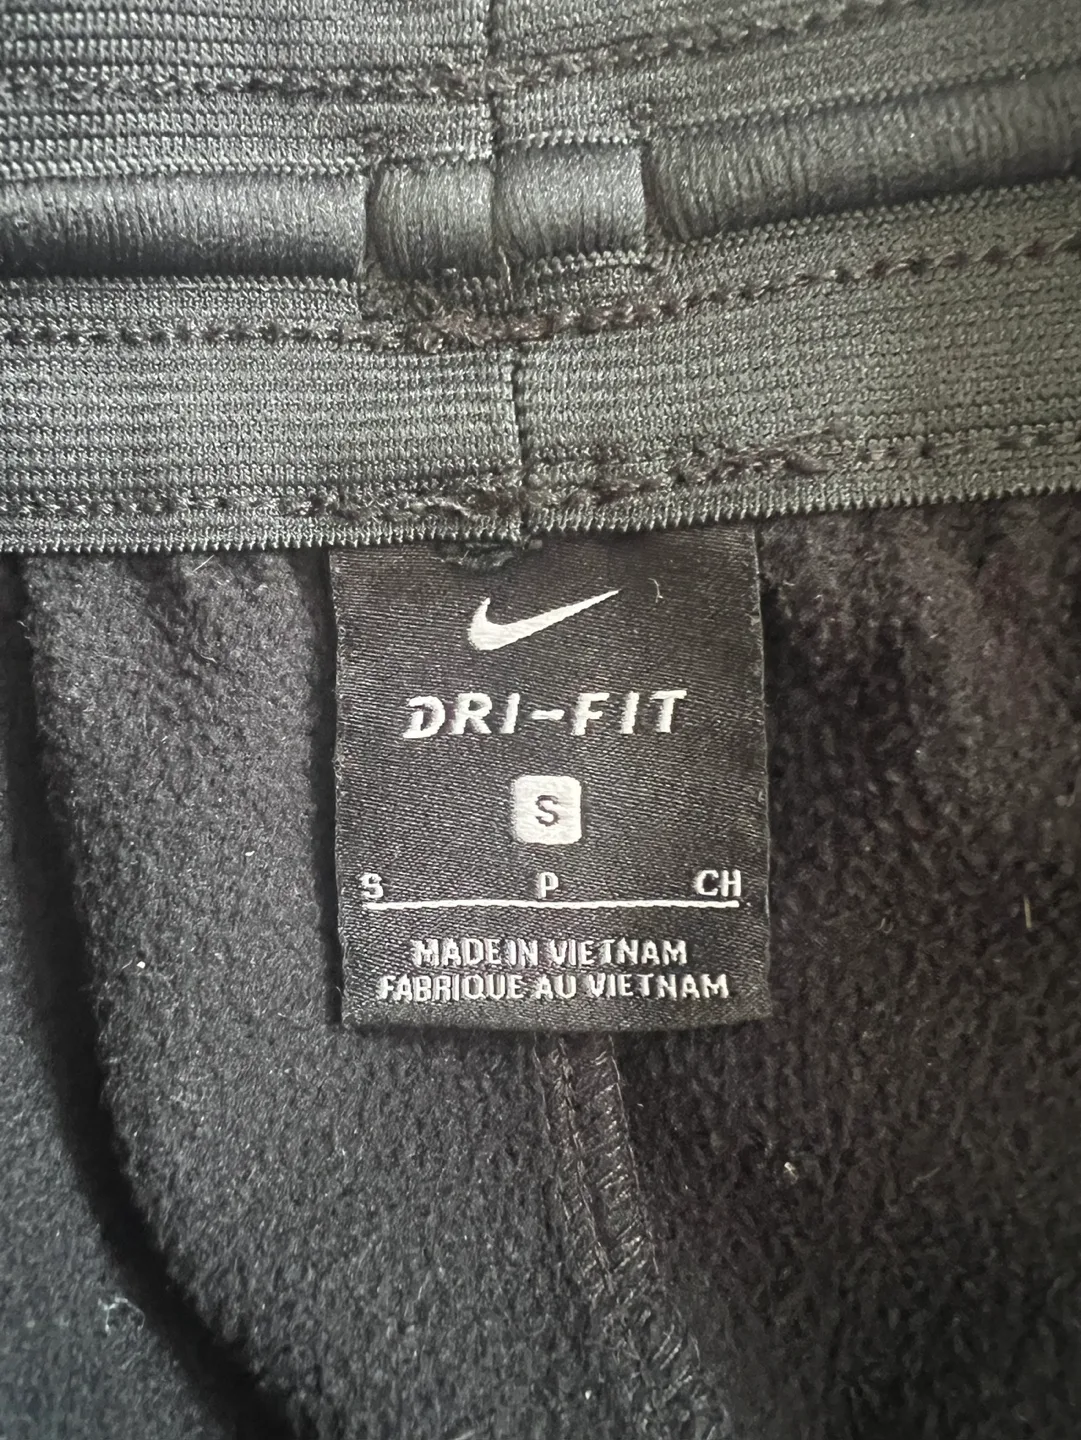 DRI-FIT
S
S P CH
MADE IN VIETNAM
FABRIQUE AU VIETNAM